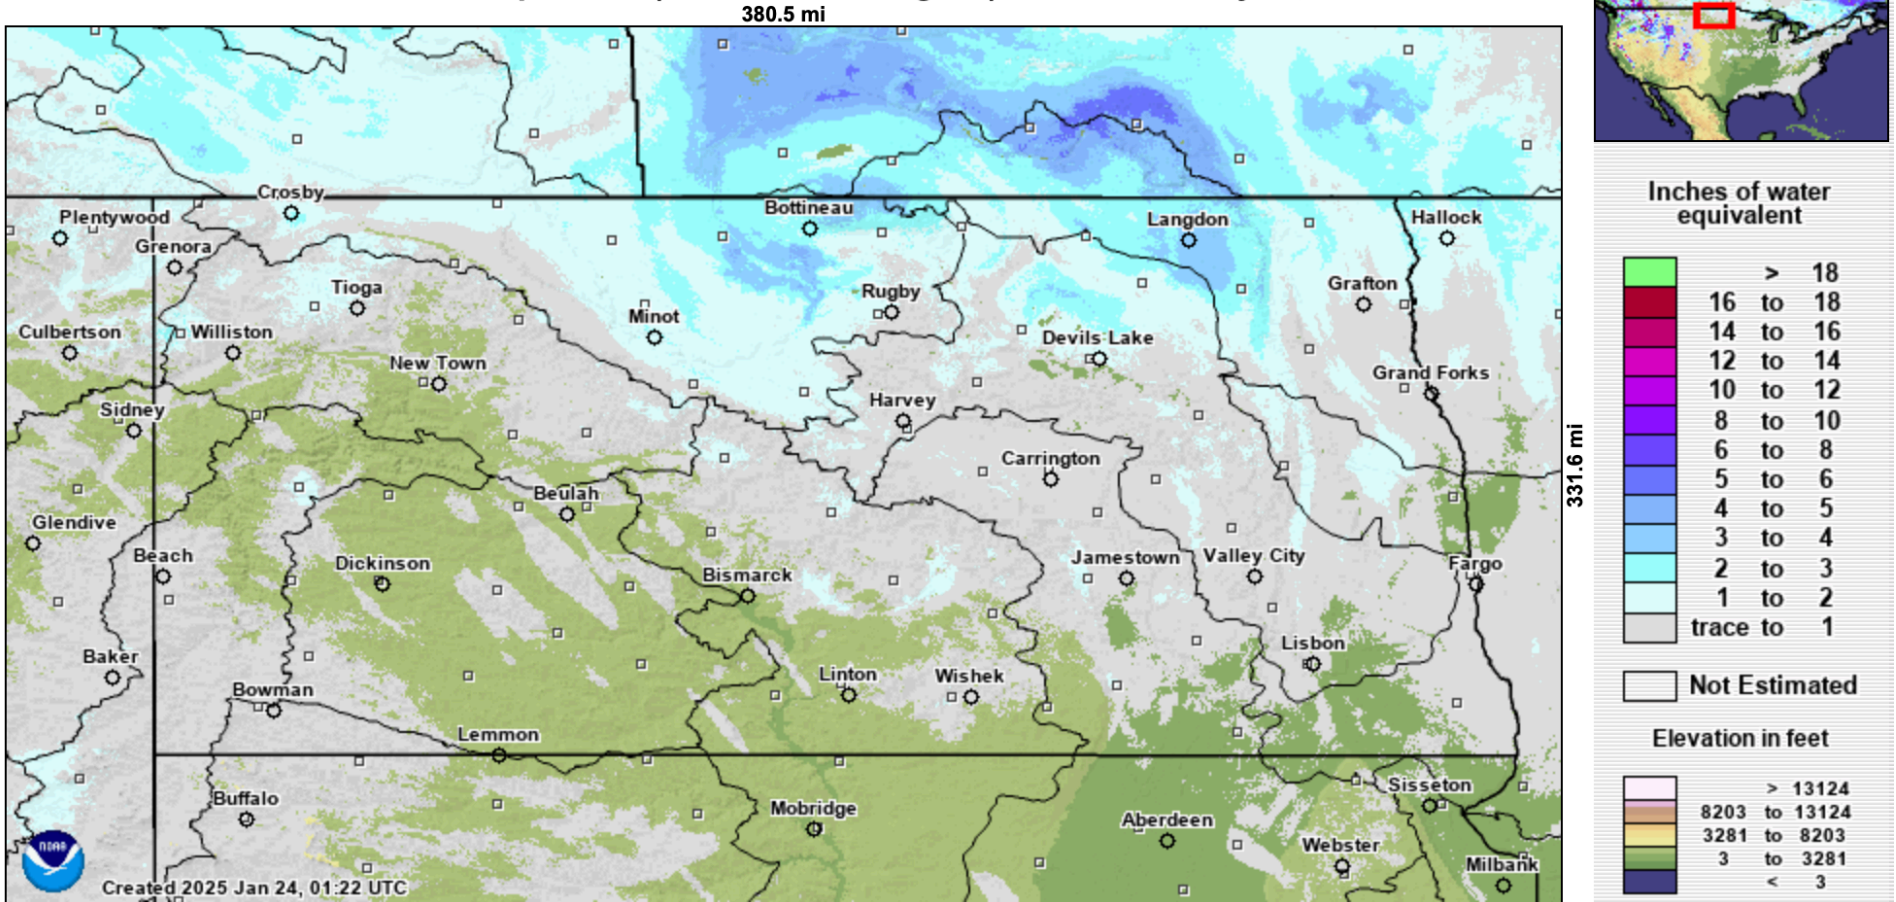 380.5 mi
Crosby
Plentywood
Bottineau
Langdon
Hallock
Grenora
Tioga
Rugby
Grafton
Culbertson
Williston
Minot
Devils Lake
New Town
Grand Forks
Sidney
Harvey
331.6 mi
Carrington
Beulah
Glendive
Beach
Dickinson
Bismarck
Jamestown
Valley City
Fargo
Baker
Lisbon
Bowman
Linton
Wishek
Lemmon
Buffalo
Mobridge
Aberdeen
Sisseton
Webster
Milbank
NOAA
Created 2025 Jan 24, 01:22 UTC
Inches of water
equivalent
> 18
16 to 18
14 to 16
12 to 14
10 to 12
8 to 10
6 to 8
5 to 6
4 to 5
3 to 4
2 to 3
1 to 2
trace to 1
Not Estimated
Elevation in feet
> 13124
8203 to 13124
3281 to 8203
3 to 3281
< 3